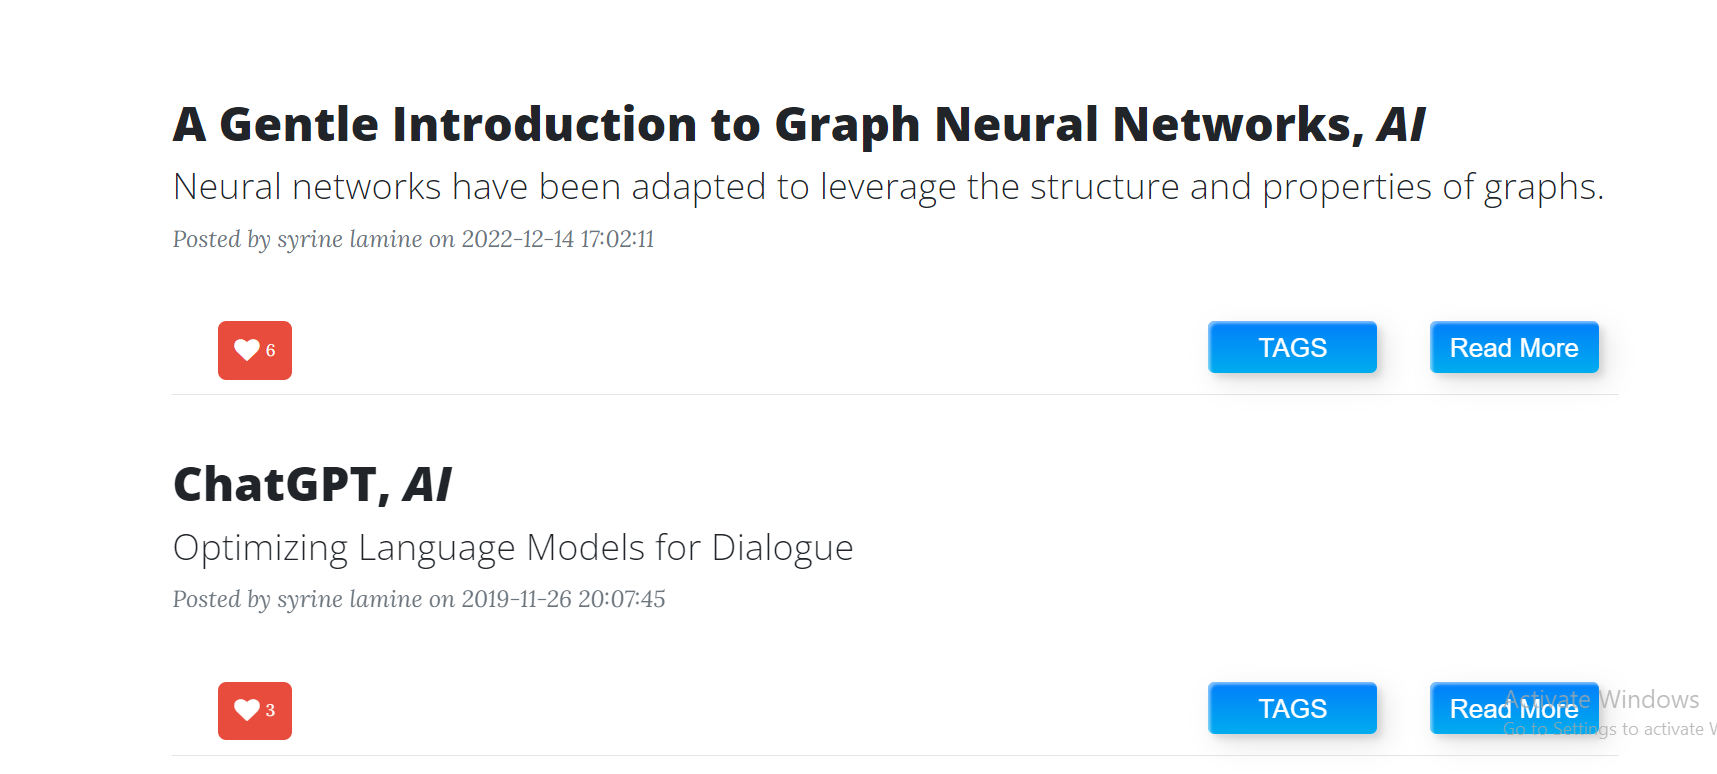 A Gentle Introduction to Graph Neural Networks, AI
Neural networks have been adapted to leverage the structure and properties of graphs.
Posted by syrine lamine on 2022-12-14 17:02:11
6
TAGS
Read More
ChatGPT, AI
Optimizing Language Models for Dialogue
Posted by syrine lamine on 2019-11-26 20:07:45
3
TAGS
Read More
Activate Windows
Go to Settings to activate W